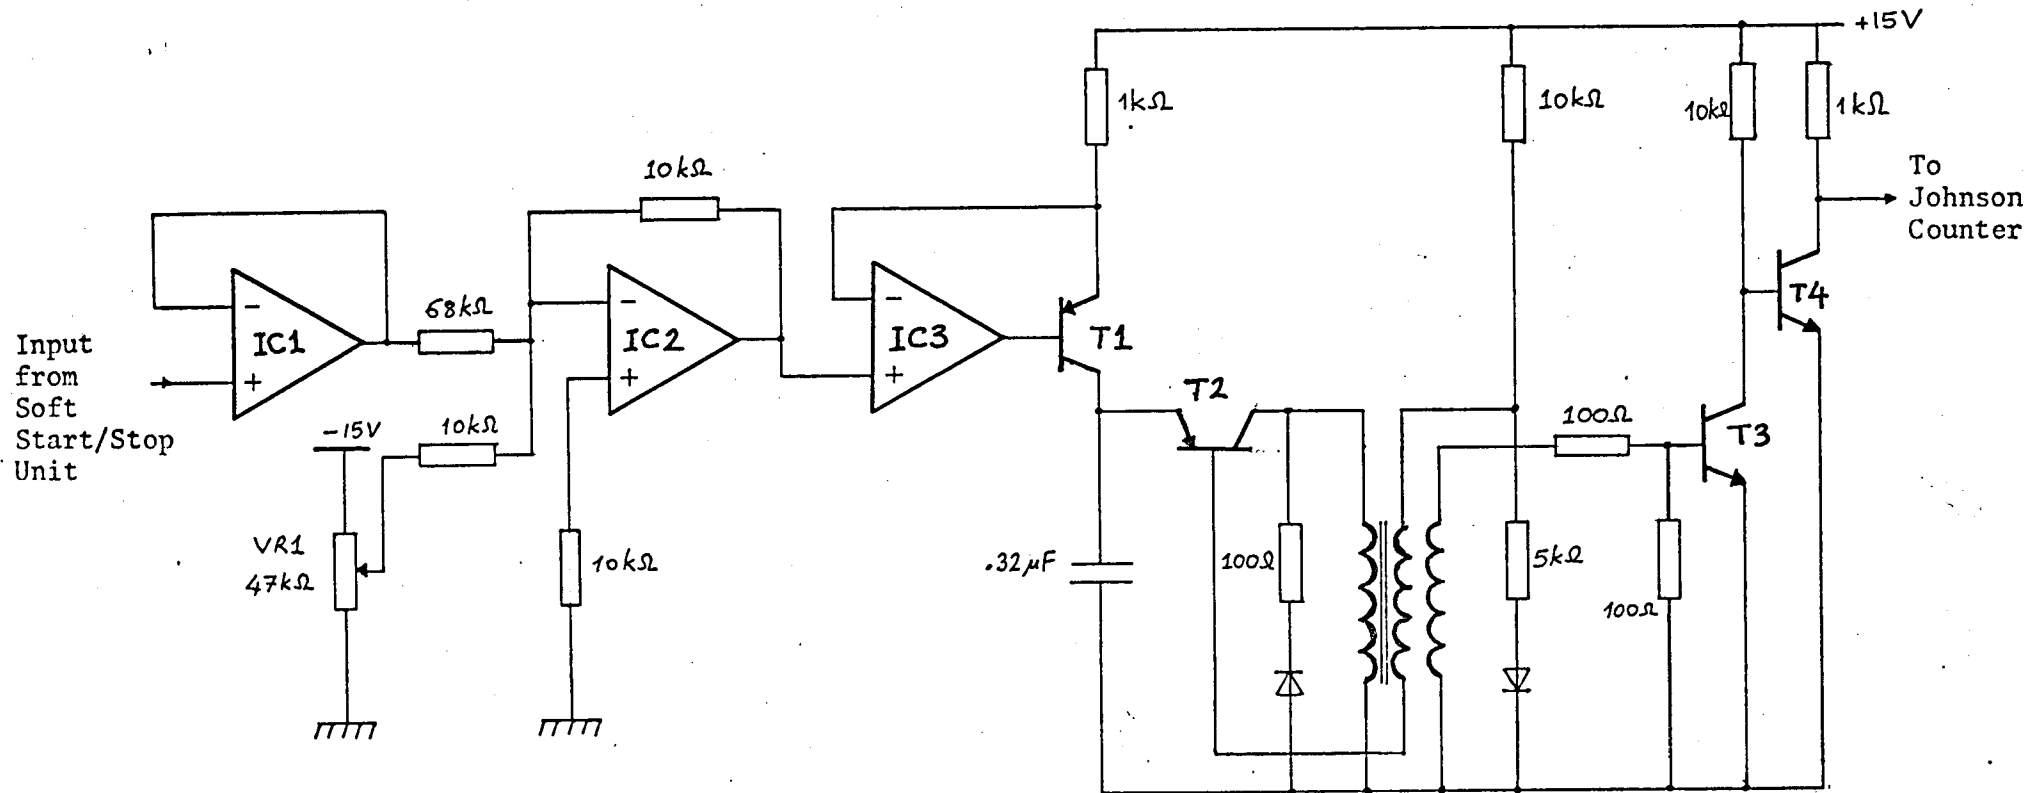 +15V
1kΩ
10kΩ
10kΩ
1kΩ
To
Johnson
Counter
10kΩ
-
IC1
+
68kΩ
-
IC2
+
-
IC3
+
T1
T2
T3
T4
Input
from
Soft
Start/Stop
Unit
-15V
10kΩ
VR1
47kΩ
10kΩ
.32µF
100Ω
5kΩ
100Ω
100Ω